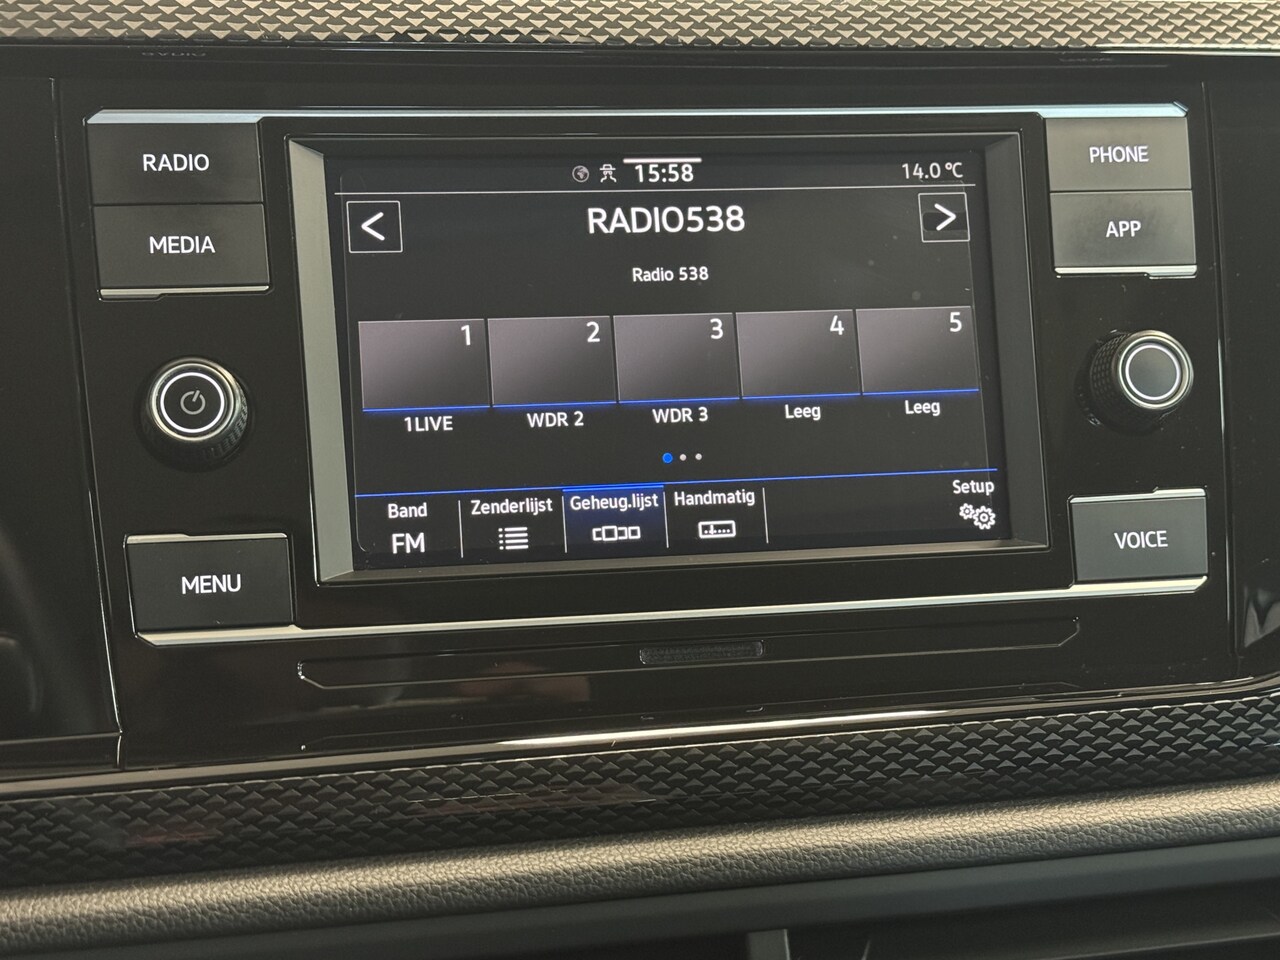 RADIO
MEDIA
MENU
15:58
14.0 °C
<
RADIO538
>
Radio 538
1
2
3
4
5
1LIVE
WDR 2
WDR 3
Leeg
Leeg
Band
FM
Zenderlijst
Geheug.lijst
Handmatig
Setup
PHONE
APP
VOICE